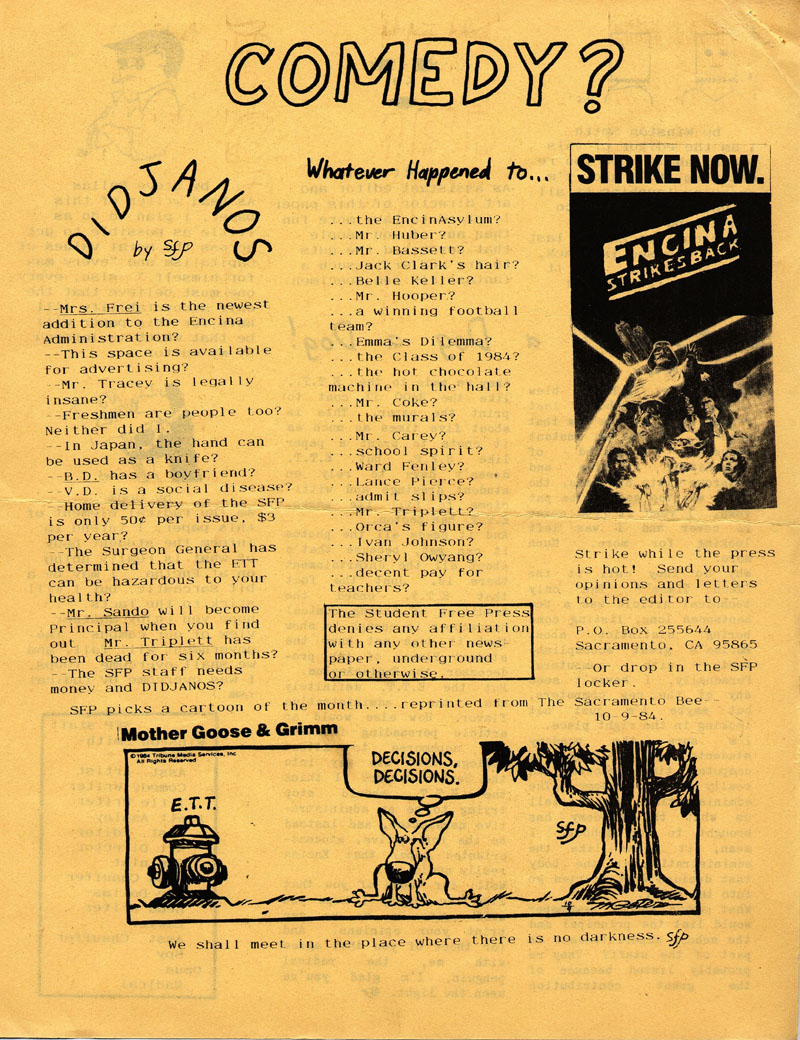 COMEDY?
DIDJANOS
by sfp
--Mrs. Frei is the newest
addition to the Encina
Administration?
--This space is available
for advertising?
--Mr. Tracey is legally
insane?
--Freshmen are people too?
Neither did I.
--In Japan, the hand can
be used as a knife?
--B.D. has a boyfriend?
--V.D. is a social disease?
--Home delivery of the SFP
is only 50¢ per issue, $3
per year?
--The Surgeon General has
determined that the ETT
can be hazardous to your
health?
--Mr. Sando will become
Principal when you find
out Mr. Triplett has
been dead for six months?
--The SFP staff needs
money and DIDJANOS?
Whatever Happened to...
...the EncinAsylum?
...Mr. Huber?
...Mr. Bassett?
...Jack Clark's hair?
...Belle Keller?
...Mr. Hooper?
...a winning football
team?
...Emma's Dilemma?
...the Class of 1984?
...the hot chocolate
machine in the hall?
...Mr. Coke?
...the murals?
...Mr. Carey?
...school spirit?
...Ward Fenley?
...Lance Pierce?
...admit slips?
...Mr. Triplett?
...Orca's figure?
...Ivan Johnson?
...Sheryl Owyang?
...decent pay for
teachers?
The Student Free Press
denies any affiliation
with any other news-
paper, underground
or otherwise.
STRIKE NOW.
ENCINA
STRIKES BACK
Strike while the press
is hot! Send your
opinions and letters
to the editor to--
P.O. Box 255644
Sacramento, CA 95865
--Or drop in the SFP
locker.
SFP picks a cartoon of the month....reprinted from The Sacramento Bee--
10-9-84.
Mother Goose & Grimm
© 1984 Tribune Media Services, Inc
All Rights Reserved
DECISIONS,
DECISIONS.
E.T.T.
sfp
We shall meet in the place where there is no darkness. sfp